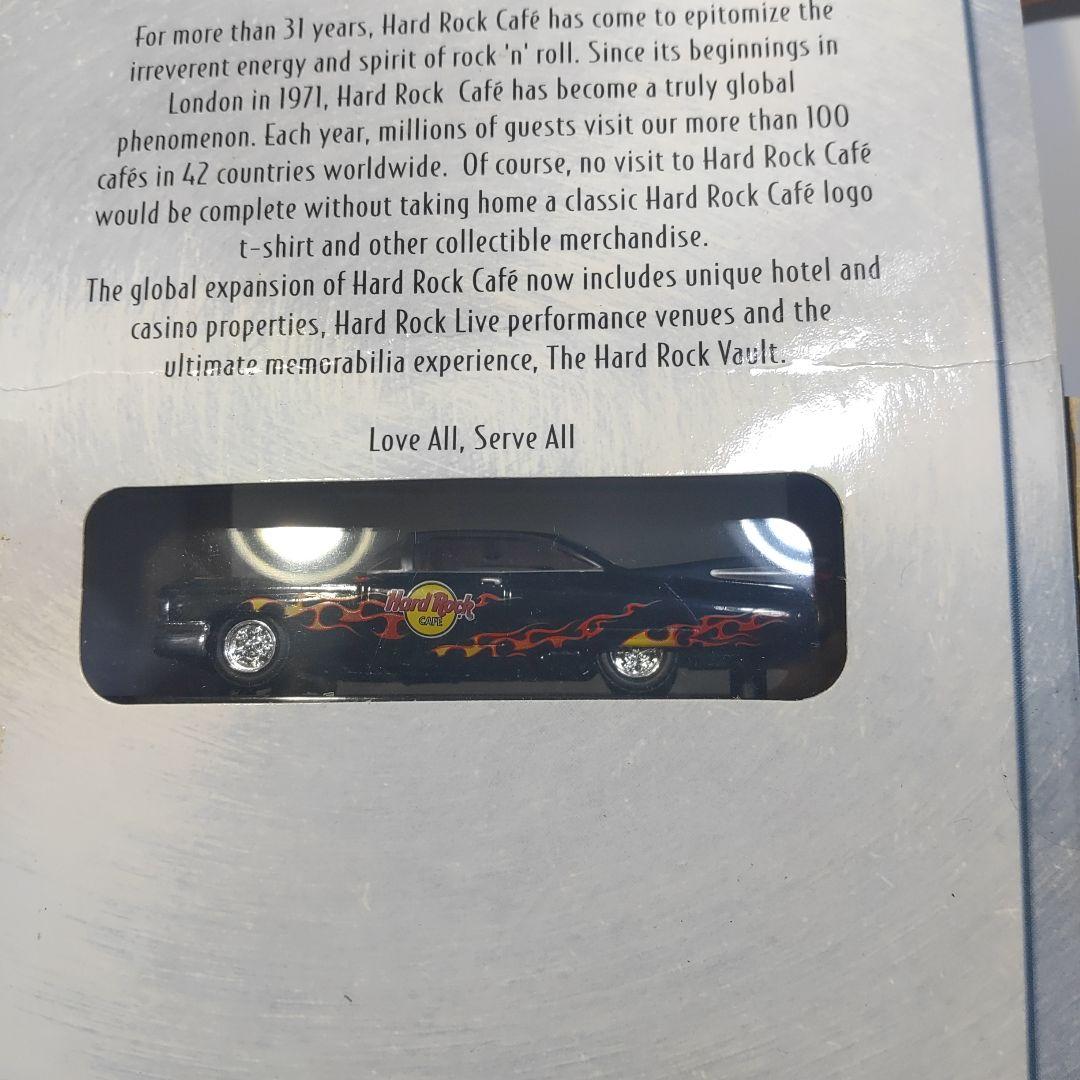 For more than 31 years, Hard Rock Café has come to epitomize the
irreverent energy and spirit of rock 'n' roll. Since its beginnings in
London in 1971, Hard Rock Café has become a truly global
phenomenon. Each year, millions of guests visit our more than 100
cafés in 42 countries worldwide. Of course, no visit to Hard Rock Café
would be complete without taking home a classic Hard Rock Café logo
t-shirt and other collectible merchandise.
The global expansion of Hard Rock Café now includes unique hotel and
casino properties, Hard Rock Live performance venues and the
ultimate memorabilia experience, The Hard Rock Vault.
Love All, Serve All
Hard Rock
CAFE